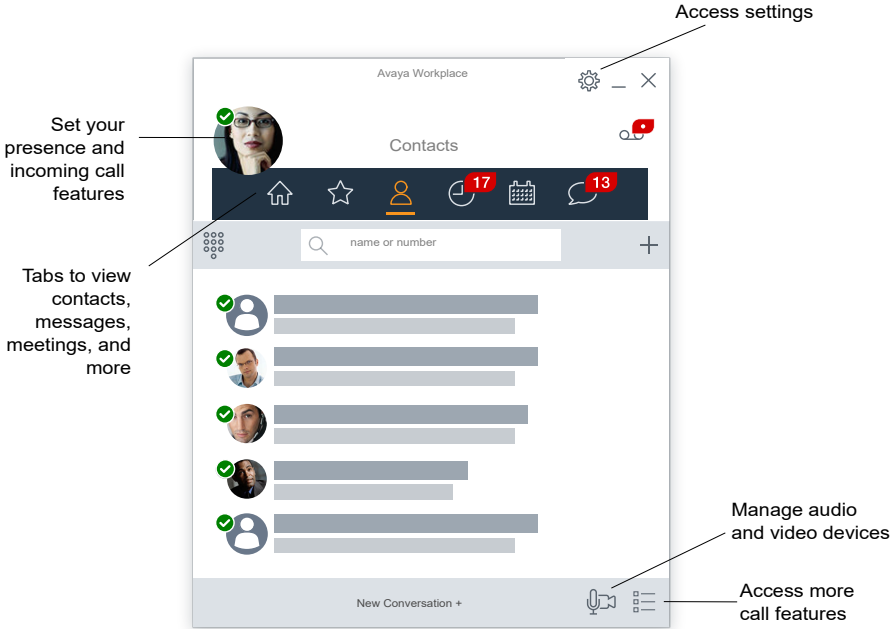 Access settings
Avaya Workplace
Set your
presence and
incoming call
features
Contacts
17
13
name or number
Tabs to view
contacts,
messages,
meetings, and
more
Manage audio
and video devices
Access more
call features
New Conversation +